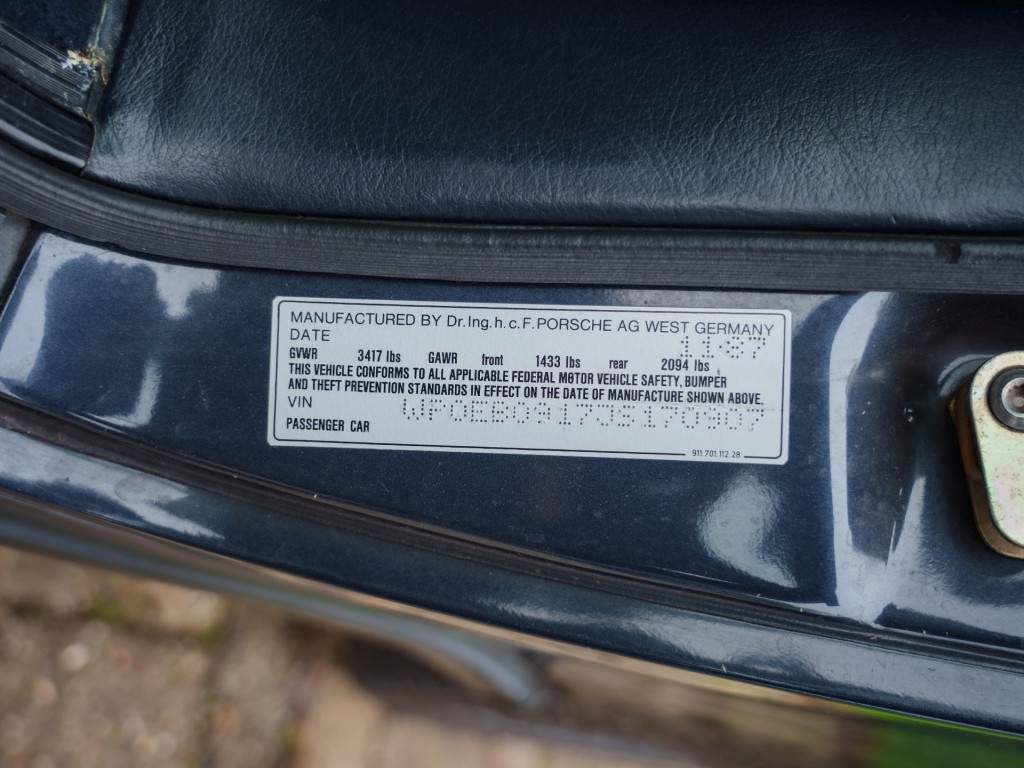 MANUFACTURED BY Dr. Ing. h. c. F. PORSCHE AG WEST GERMANY
DATE 11·87
GVWR 3417 lbs GAWR front 1433 lbs rear 2094 lbs
THIS VEHICLE CONFORMS TO ALL APPLICABLE FEDERAL MOTOR VEHICLE SAFETY, BUMPER
AND THEFT PREVENTION STANDARDS IN EFFECT ON THE DATE OF MANUFACTURE SHOWN ABOVE.
VIN WP0EB0917JS170907
PASSENGER CAR
911.701.112.28